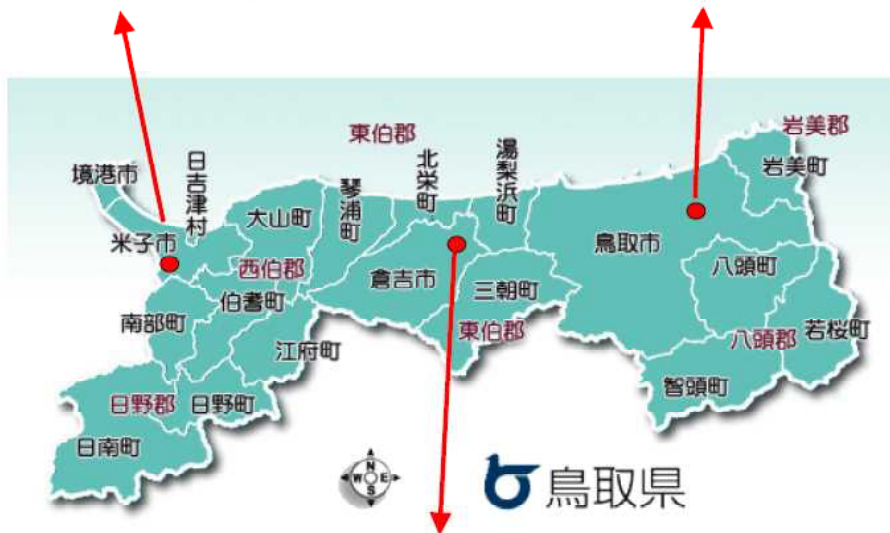 東伯郡
岩美郡
境港市
日吉津村
北栄町
湯梨浜町
岩美町
大山町
琴浦町
米子市
鳥取市
西伯郡
倉吉市
八頭町
伯耆町
三朝町
南部町
東伯郡
八頭郡
若桜町
江府町
智頭町
日野郡
日野町
日南町
N
W
E
S
鳥取県